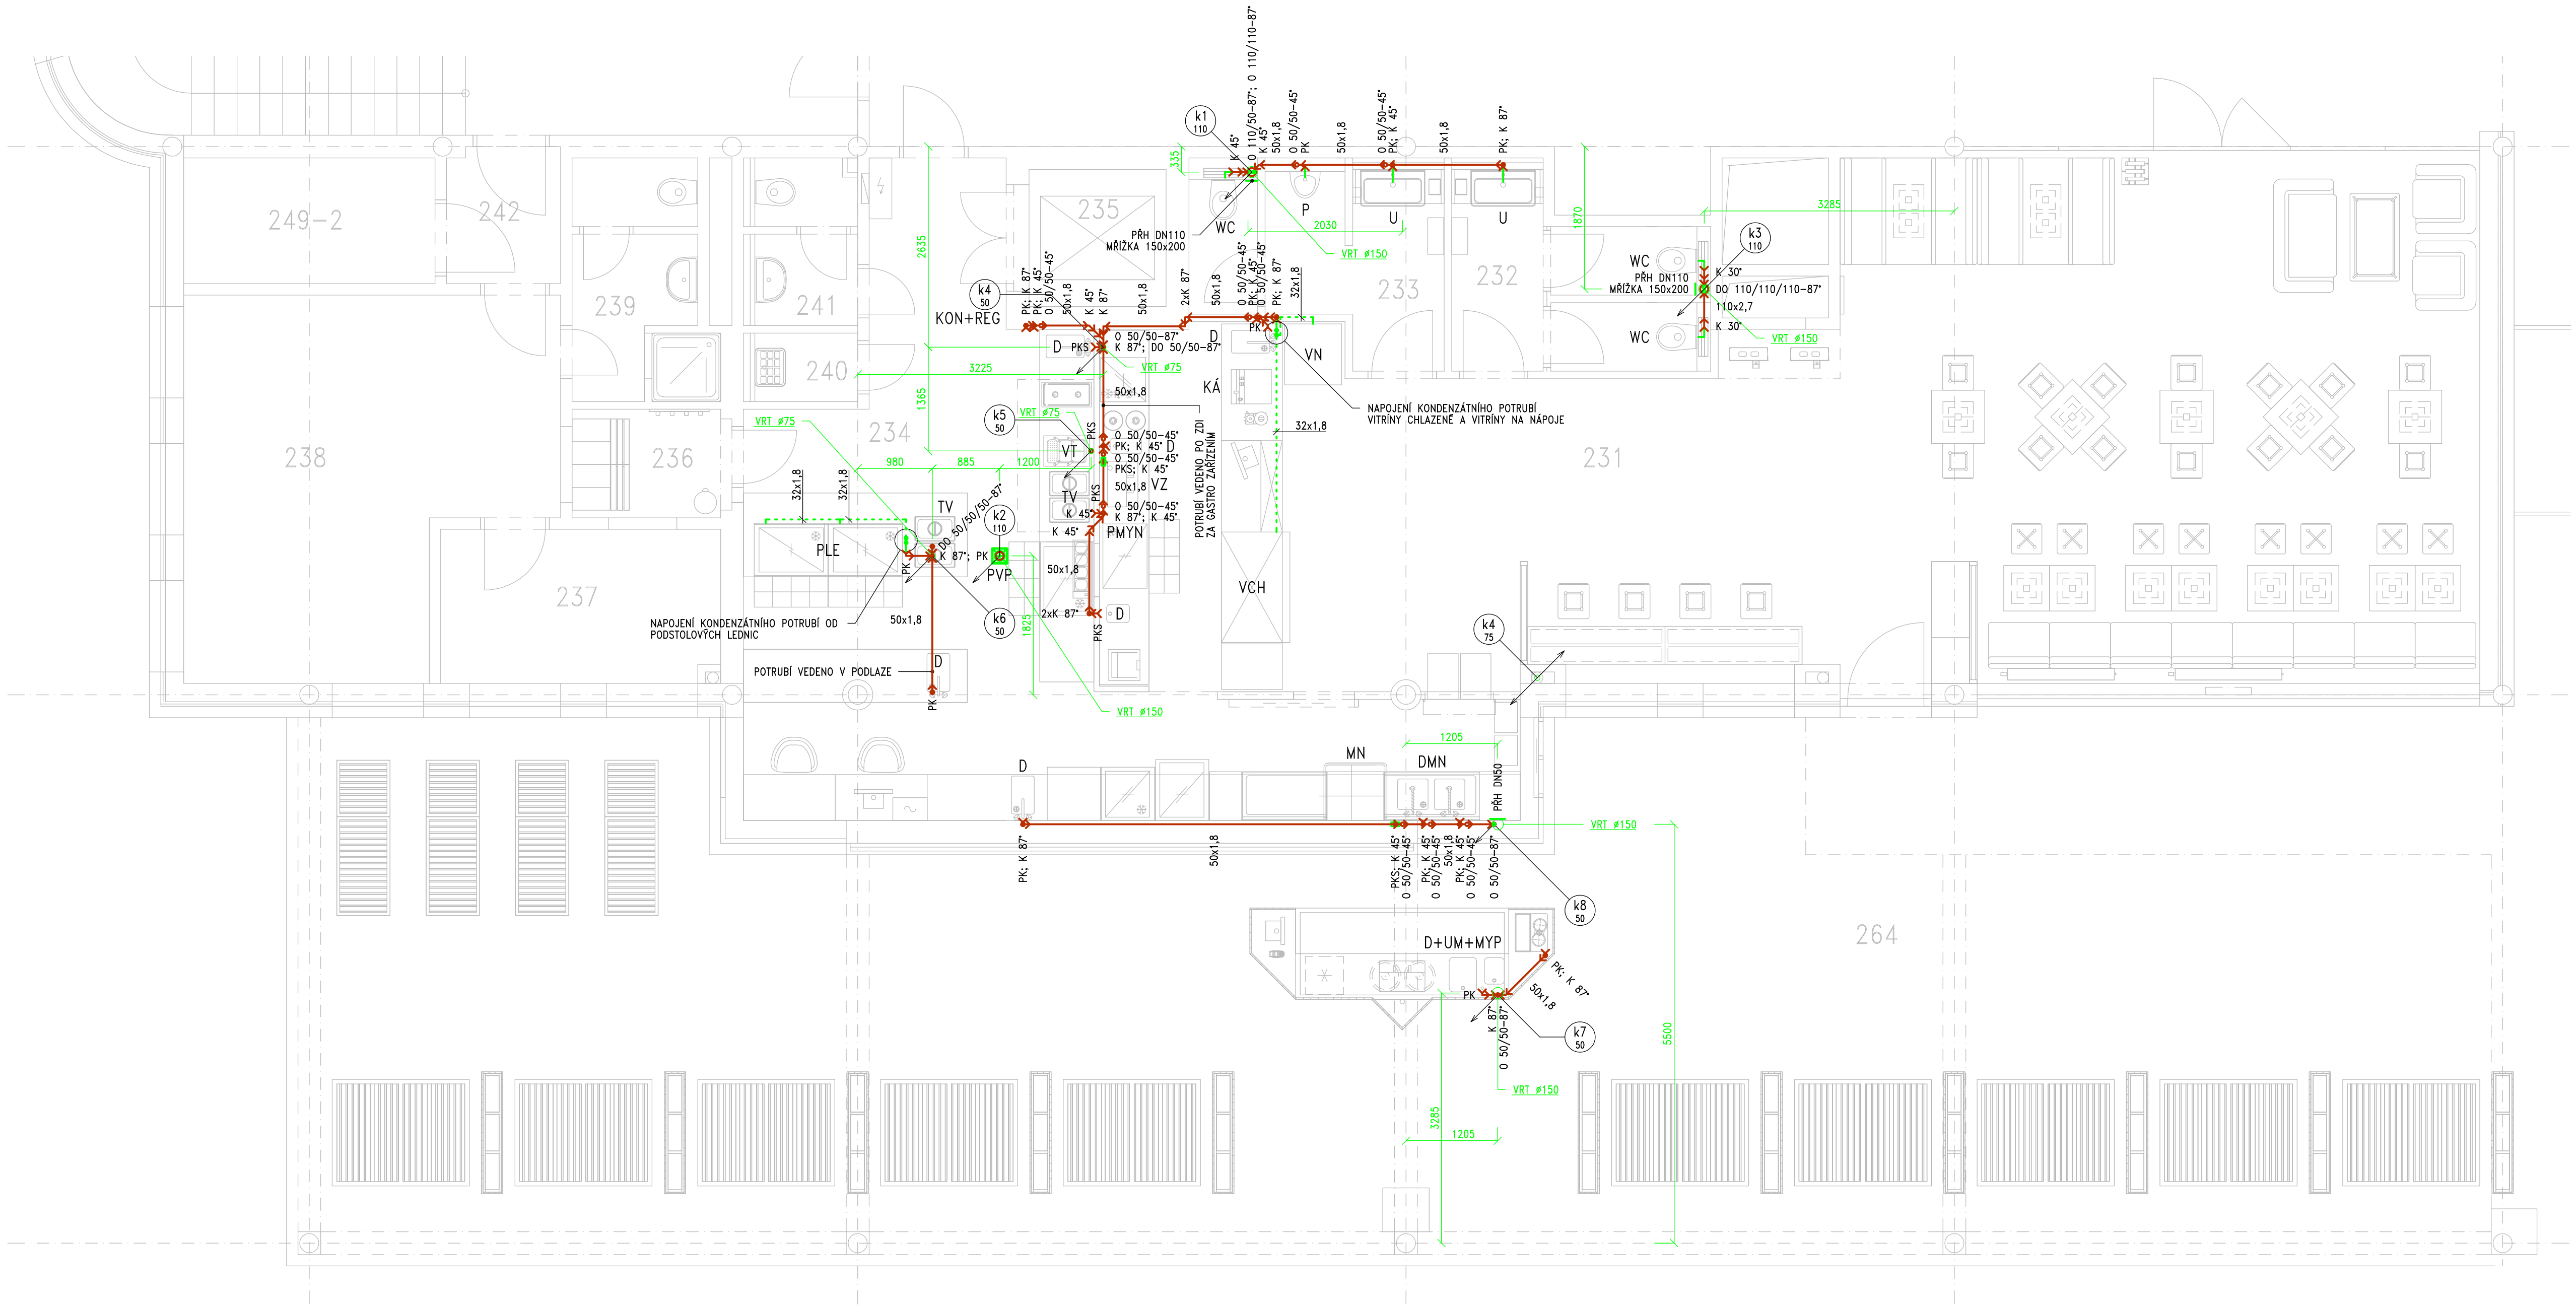 k1
110
K 45°
O 110/50-87°; O 110/110-87°
K 45°
50x1,8
O 50/50-45°
PK
50x1,8
O 50/50-45°
PK; K 45°
50x1,8
PK; K 87°
335
249-2
242
235
WC
P
U
U
PŘH DN110
MŘÍŽKA 150x200
2030
VRT ø150
1870
3285
k3
110
WC
PŘH DN110
MŘÍŽKA 150x200
K 30°
DO 110/110/110-87°
110x2,7
K 30°
WC
VRT ø150
233
232
239
241
240
2635
k4
50
KON+REG
PK; K 87°
PK; K 45°
O 50/50-45°
50x1,8
K 45°
K 87°
50x1,8
2xK 87°
50x1,8
O 50/50-45°
PK; K 45°
O 50/50-45°
PK; K 87°
32x1,8
PK
D
D
PKS
O 50/50-87°
K 87°; DO 50/50-87°
VRT ø75
3225
1365
50x1,8
VN
KÁ
NAPOJENÍ KONDENZÁTNÍHO POTRUBÍ
VITRÍNY CHLAZENÉ A VITRÍNY NA NÁPOJE
32x1,8
k5
50
VRT ø75
VRT ø75
PKS
234
238
236
231
VT
O 50/50-45°
PK; K 45°
D
O 50/50-45°
PKS; K 45°
50x1,8
VZ
980
885
1200
32x1,8
32x1,8
TV
TV
PKS
O 50/50-45°
K 87°; K 45°
K 45°
K 45°
PMYN
POTRUBÍ VEDENO PO ZDI
ZA GASTRO ZAŘÍZENÍM
k2
110
DO 50/50/50-87°
K 87°; PK
PLE
PK
PVP
50x1,8
VCH
237
NAPOJENÍ KONDENZÁTNÍHO POTRUBÍ OD
PODSTOLOVÝCH LEDNIC
50x1,8
k6
50
1825
2xK 87°
D
PKS
k4
75
POTRUBÍ VEDENO V PODLAZE
D
PK
VRT ø150
1205
D
MN
DMN
PŘH DN50
VRT ø150
PK; K 87°
50x1,8
PKS; K 45°
O 50/50-45°
PK; K 45°
O 50/50-45°
50x1,8
PK; K 45°
O 50/50-45°
O 50/50-87°
k8
50
264
D+UM+MYP
PK; K 87°
50x1,8
PK
K 87°
O 50/50-87°
k7
50
5500
VRT ø150
3285
1205